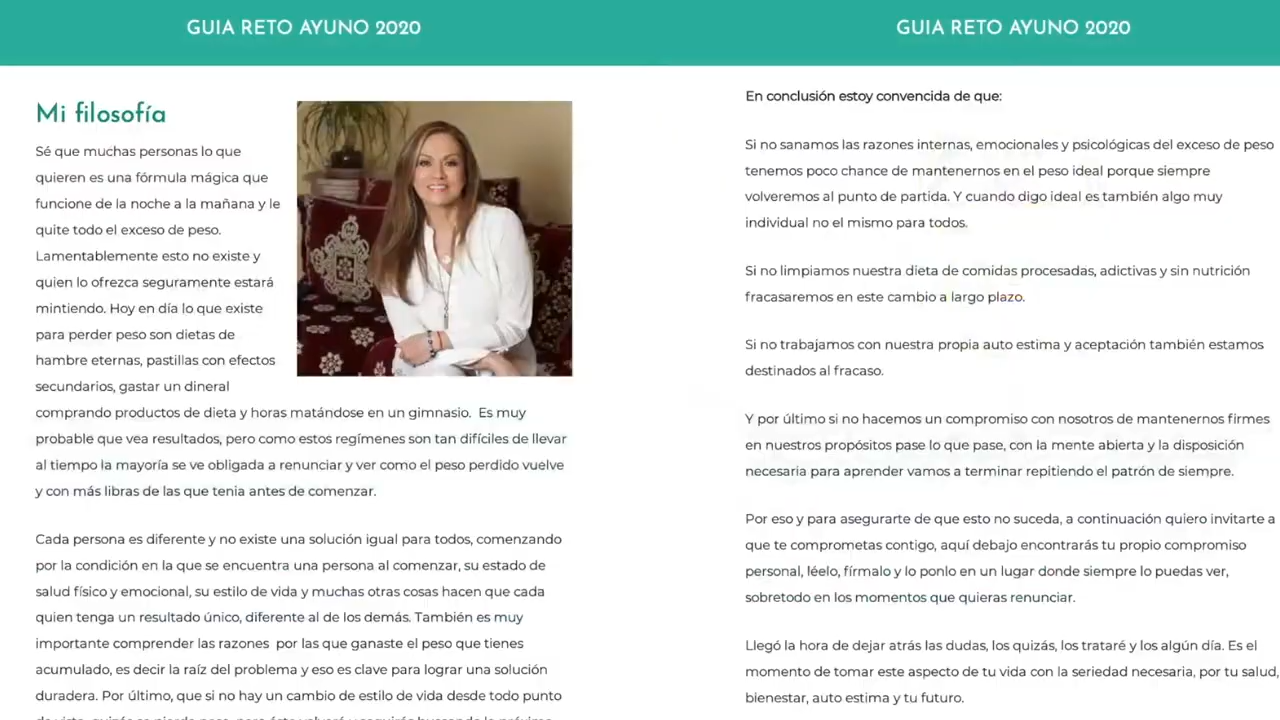 GUIA RETO AYUNO 2020
Mi filosofía
Sé que muchas personas lo que
quieren es una fórmula mágica que
funcione de la noche a la mañana y le
quite todo el exceso de peso.
Lamentablemente esto no existe y
quien lo ofrezca seguramente estará
mintiendo. Hoy en día lo que existe
para perder peso son dietas de
hambre eternas, pastillas con efectos
secundarios, gastar un dineral
comprando productos de dieta y horas matándose en un gimnasio. Es muy
probable que vea resultados, pero como estos regímenes son tan difíciles de llevar
al tiempo la mayoría se ve obligada a renunciar y ver como el peso perdido vuelve
y con más libras de las que tenia antes de comenzar.
Cada persona es diferente y no existe una solución igual para todos, comenzando
por la condición en la que se encuentra una persona al comenzar, su estado de
salud físico y emocional, su estilo de vida y muchas otras cosas hacen que cada
quien tenga un resultado único, diferente al de los demás. También es muy
importante comprender las razones por las que ganaste el peso que tienes
acumulado, es decir la raíz del problema y eso es clave para lograr una solución
duradera. Por último, que si no hay un cambio de estilo de vida desde todo punto
GUIA RETO AYUNO 2020
En conclusión estoy convencida de que:
Si no sanamos las razones internas, emocionales y psicológicas del exceso de peso
tenemos poco chance de mantenernos en el peso ideal porque siempre
volveremos al punto de partida. Y cuando digo ideal es también algo muy
individual no el mismo para todos.
Si no limpiamos nuestra dieta de comidas procesadas, adictivas y sin nutrición
fracasaremos en este cambio a largo plazo.
Si no trabajamos con nuestra propia auto estima y aceptación también estamos
destinados al fracaso.
Y por último si no hacemos un compromiso con nosotros de mantenernos firmes
en nuestros propósitos pase lo que pase, con la mente abierta y la disposición
necesaria para aprender vamos a terminar repitiendo el patrón de siempre.
Por eso y para asegurarte de que esto no suceda, a continuación quiero invitarte a
que te comprometas contigo, aquí debajo encontrarás tu propio compromiso
personal, léelo, fírmalo y lo ponlo en un lugar donde siempre lo puedas ver,
sobretodo en los momentos que quieras renunciar.
Llegó la hora de dejar atrás las dudas, los quizás, los trataré y los algún día. Es el
momento de tomar este aspecto de tu vida con la seriedad necesaria, por tu salud,
bienestar, auto estima y tu futuro.